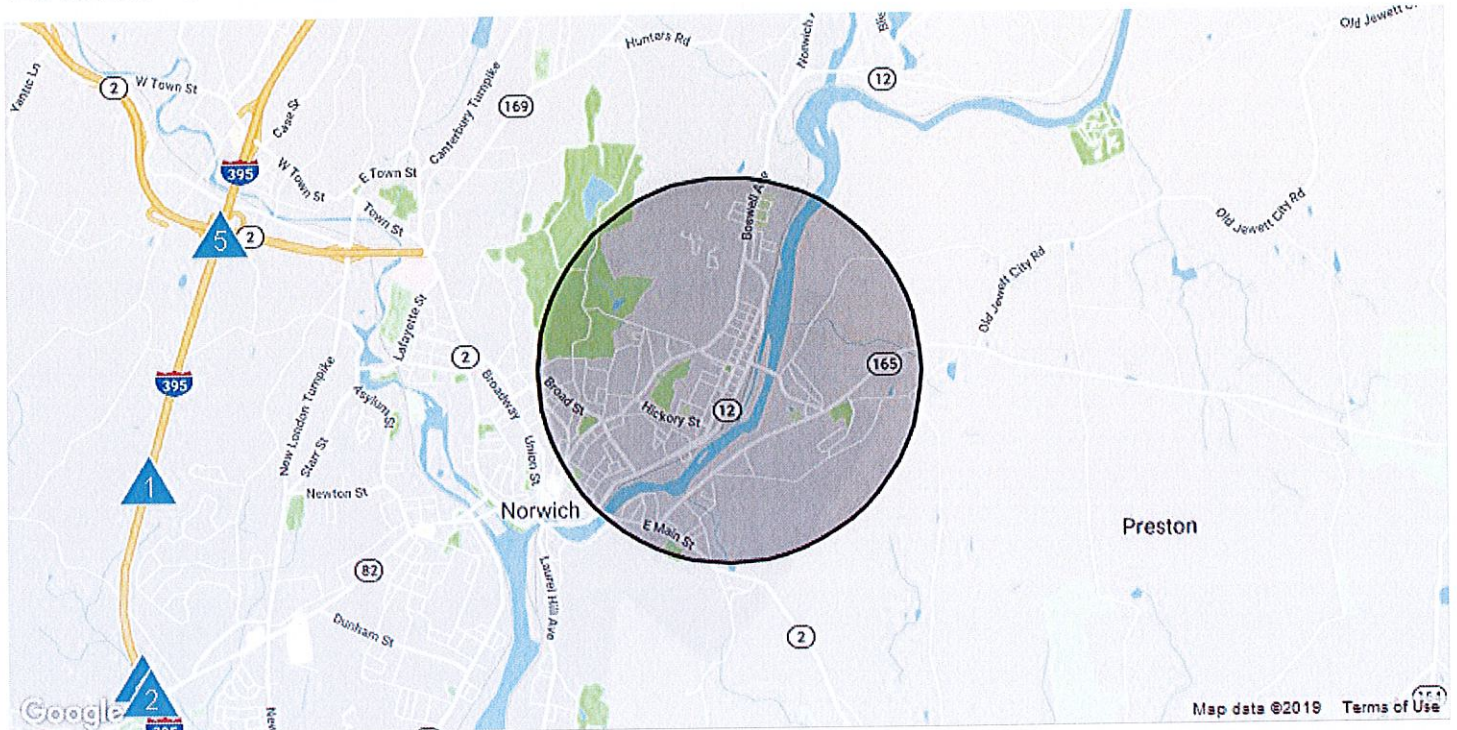 Hunters Rd
Norwich A
Old Jewett C
Yantic Ln
2
W Town St
12
Case St
Canterbury Turnpike
169
395
W Town St
E Town St
Town St
Boswell Ave
Old Jewett City Rd
5
2
Old Jewett City Rd
Lafayette St
2
165
395
New London Turnpike
Asylum St
Broadway
Broad St
Hickory St
12
Starr St
Union St
1
Newton St
Norwich
E Main St
Preston
82
Laurel Hill Ave
Dunham St
2
2
Google
395
New
Map data ©2019 Terms of Use